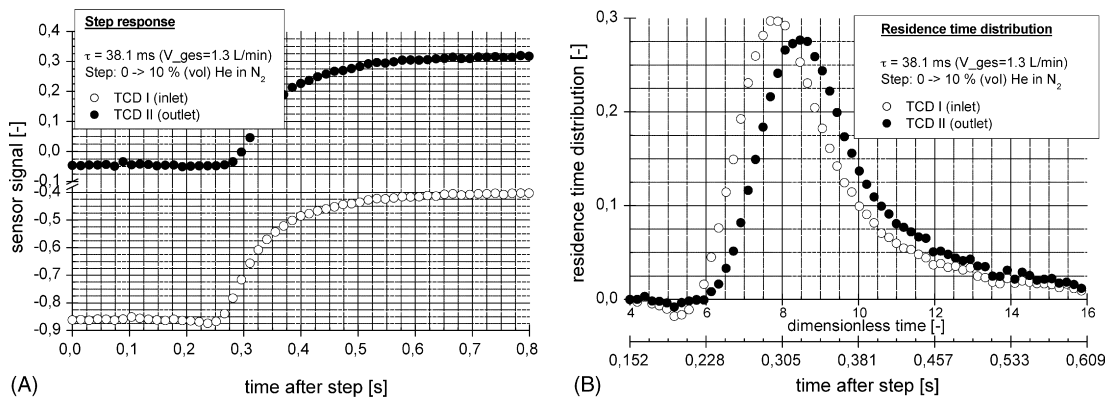 Step response
τ = 38.1 ms (V_ges=1.3 L/min)
Step: 0 -> 10 % (vol) He in N2
TCD I (inlet)
TCD II (outlet)
sensor signal [-]
0,4
0,3
0,2
0,1
0,0
-0,1
-0,4
-0,5
-0,6
-0,7
-0,8
-0,9
0,0 0,1 0,2 0,3 0,4 0,5 0,6 0,7 0,8
time after step [s]
(A)
Residence time distribution
τ = 38.1 ms (V_ges=1.3 L/min)
Step: 0 -> 10 % (vol) He in N2
TCD I (inlet)
TCD II (outlet)
residence time distribution [-]
0,3
0,2
0,1
0,0
4 6 8 10 12 14 16
dimensionless time [-]
0,152 0,228 0,305 0,381 0,457 0,533 0,609
time after step [s]
(B)